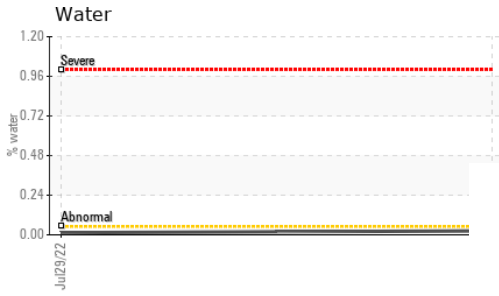 Water
1.20
Severe
0.96
0.72
% water
0.48
0.24
Abnormal
0.00
Jul29/22